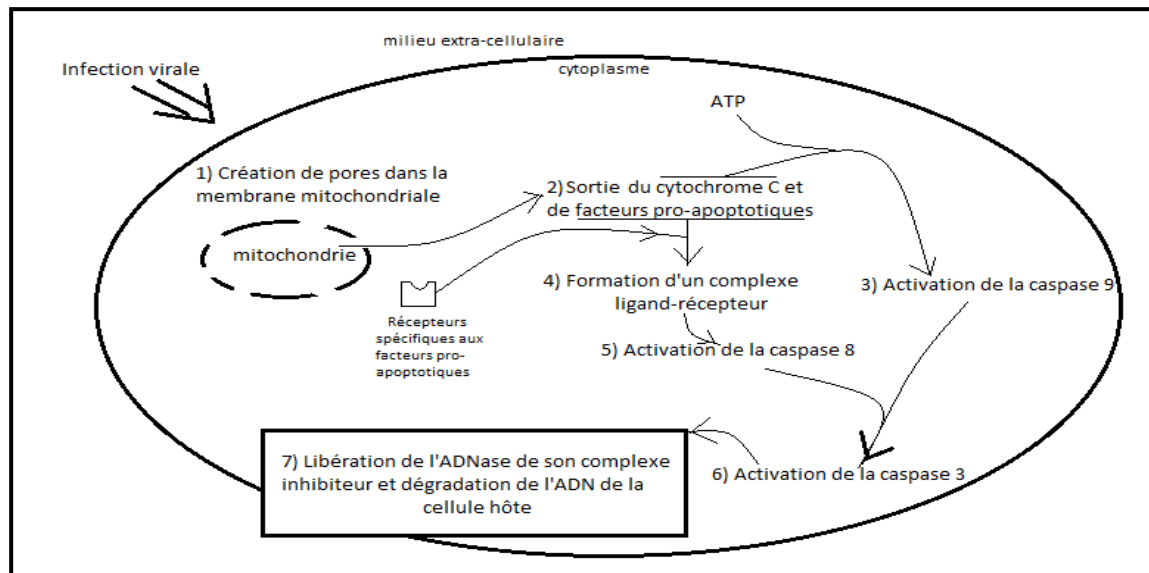 milieu extra-cellulaire
Infection virale
cytoplasme
ATP
1) Création de pores dans la
membrane mitochondriale
2) Sortie du cytochrome C et
de facteurs pro-apoptotiques
mitochondrie
4) Formation d'un complexe
ligand-récepteur
3) Activation de la caspase 9
Récepteurs
spécifiques aux
facteurs pro-
apoptotiques
5) Activation de la caspase 8
7) Libération de l'ADNase de son complexe
inhibiteur et dégradation de l'ADN de la
cellule hôte
6) Activation de la caspase 3